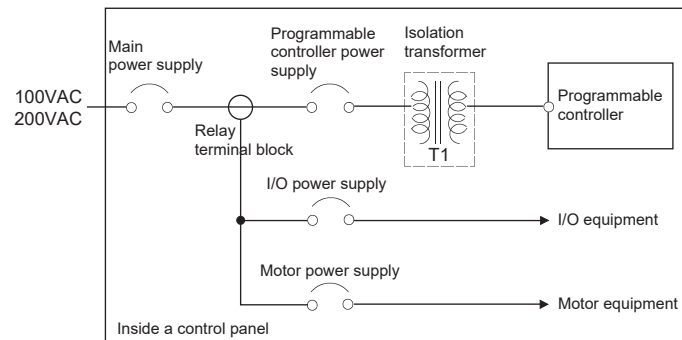 Main
power supply
Programmable
controller power
supply
Isolation
transformer
100VAC
200VAC
Programmable
controller
Relay
terminal block
T1
I/O power supply
I/O equipment
Motor power supply
Motor equipment
Inside a control panel